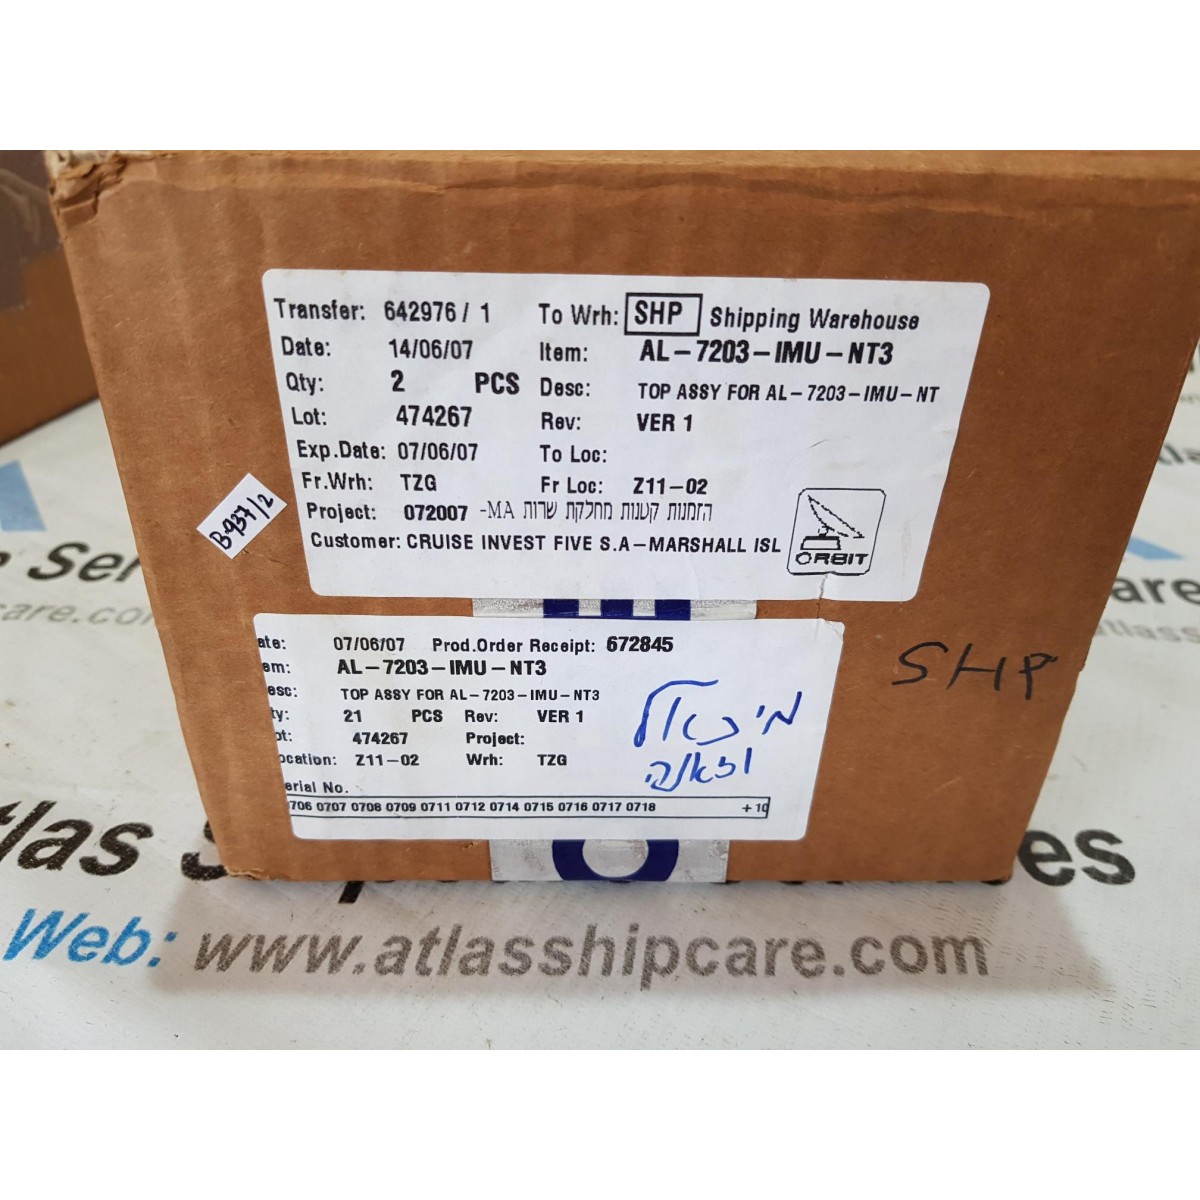 Transfer: 642976 / 1 To Wrh: SHP Shipping Warehouse
Date: 14/06/07 Item: AL-7203-IMU-NT3
Qty: 2 PCS Desc: TOP ASSY FOR AL-7203-IMU-NT
Lot: 474267 Rev: VER 1
Exp.Date: 07/06/07 To Loc:
Fr.Wrh: TZG Fr Loc: Z11-02
Project: 072007 הזמנות קטנות מחלקת שרות MA-
Customer: CRUISE INVEST FIVE S.A-MARSHALL ISL
ORBIT
B-937/2
ate: 07/06/07 Prod.Order Receipt: 672845
em: AL-7203-IMU-NT3
esc: TOP ASSY FOR AL-7203-IMU-NT3
ty: 21 PCS Rev: VER 1
ot: 474267 Project:
ocation: Z11-02 Wrh: TZG
erial No.
706 0707 0708 0709 0711 0712 0714 0715 0716 0717 0718 +10
מיכאל
SHP
Web: www.atlasshipcare.com